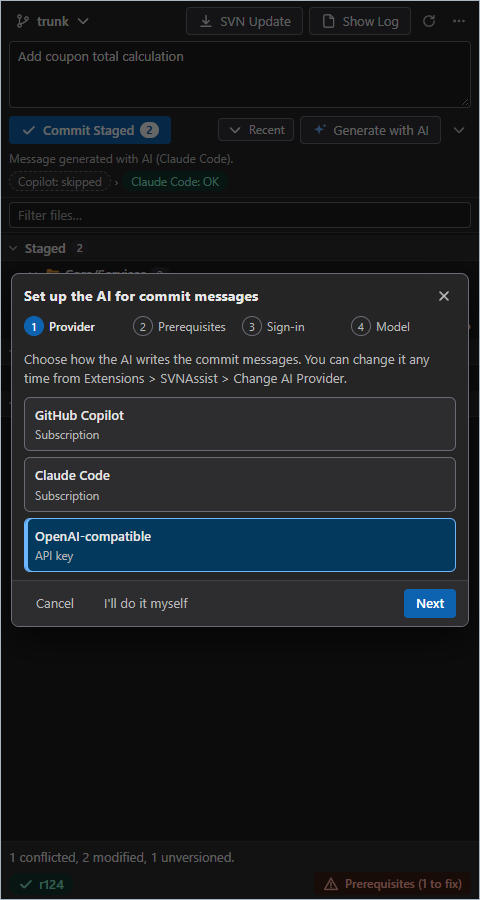 trunk
SVN Update
Show Log
Add coupon total calculation
Commit Staged 2
Recent
Generate with AI
Message generated with AI (Claude Code).
Copilot: skipped › Claude Code: OK
Filter files...
Staged 2
Set up the AI for commit messages
1 Provider
2 Prerequisites
3 Sign-in
4 Model
Choose how the AI writes the commit messages. You can change it any
time from Extensions > SVNAssist > Change AI Provider.
GitHub Copilot
Subscription
Claude Code
Subscription
OpenAI-compatible
API key
Cancel
I'll do it myself
Next
1 conflicted, 2 modified, 1 unversioned.
r124
Prerequisites (1 to fix)